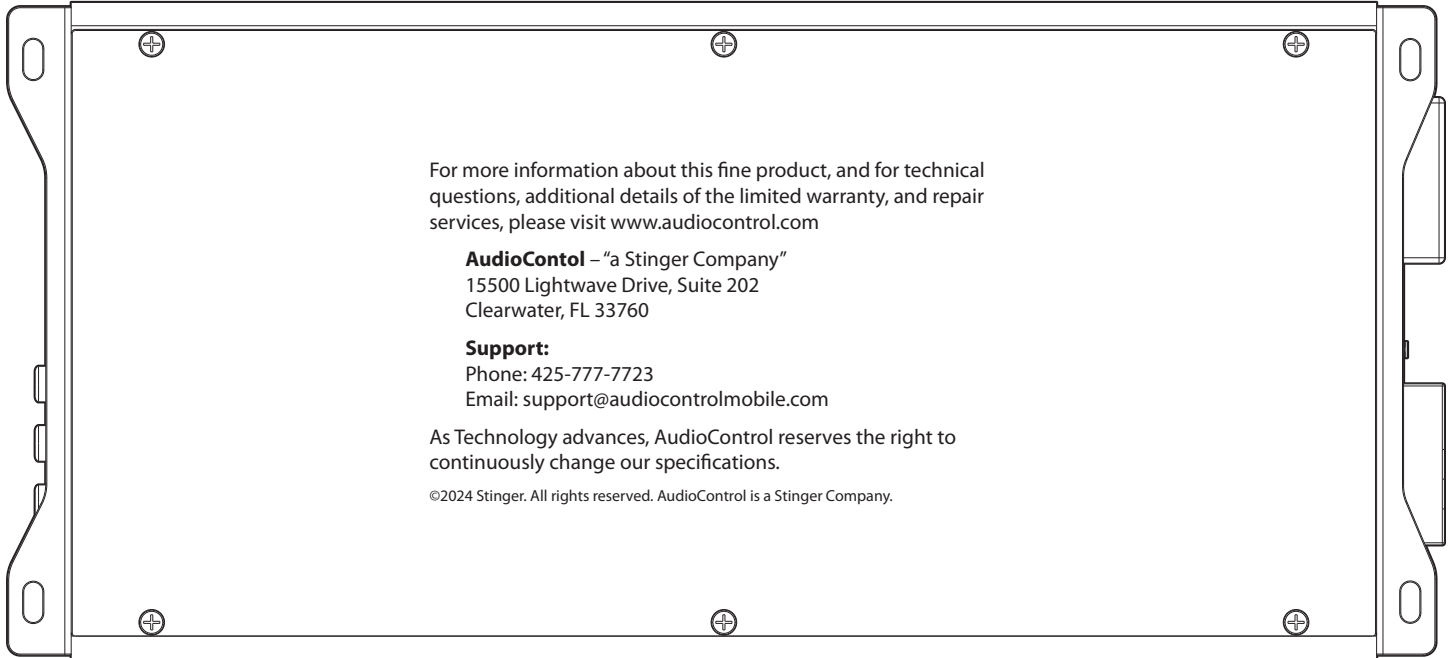 For more information about this fine product, and for technical
questions, additional details of the limited warranty, and repair
services, please visit www.audiocontrol.com
AudioContol – “a Stinger Company”
15500 Lightwave Drive, Suite 202
Clearwater, FL 33760
Support:
Phone: 425-777-7723
Email: support@audiocontrolmobile.com
As Technology advances, AudioControl reserves the right to
continuously change our specifications.
©2024 Stinger. All rights reserved. AudioControl is a Stinger Company.